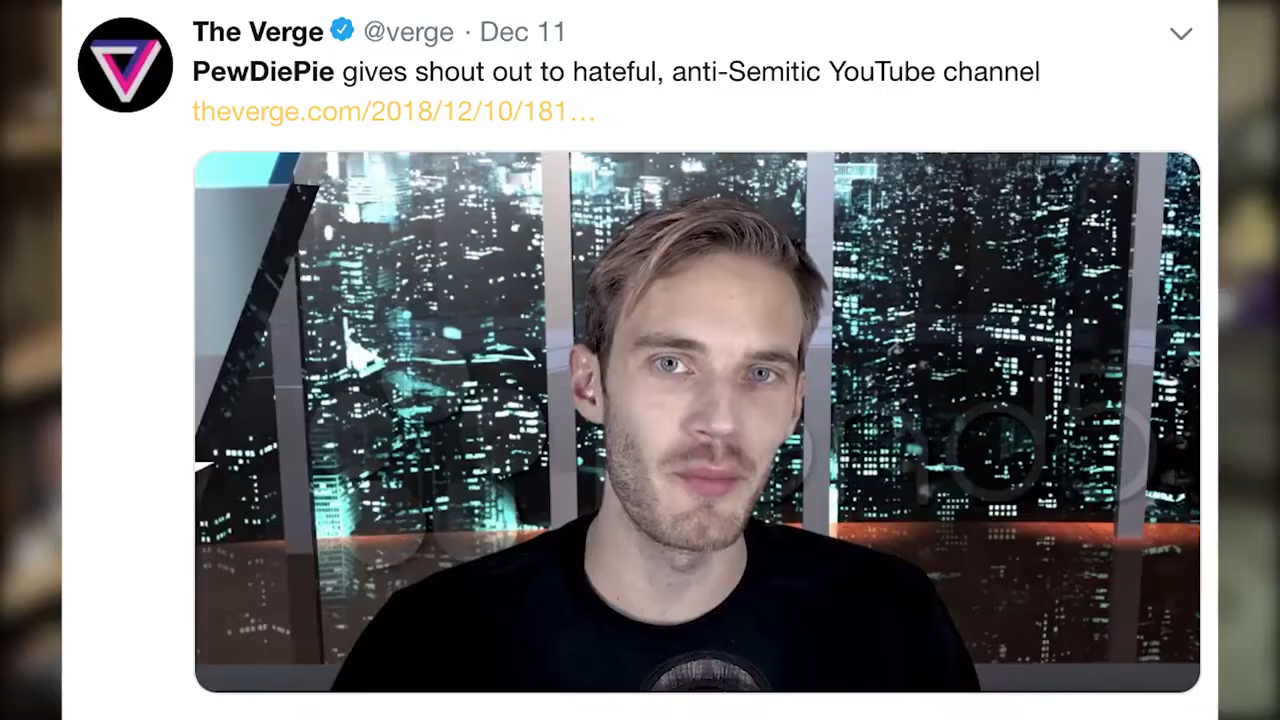 The Verge @verge · Dec 11
PewDiePie gives shout out to hateful, anti-Semitic YouTube channel
theverge.com/2018/12/10/181…